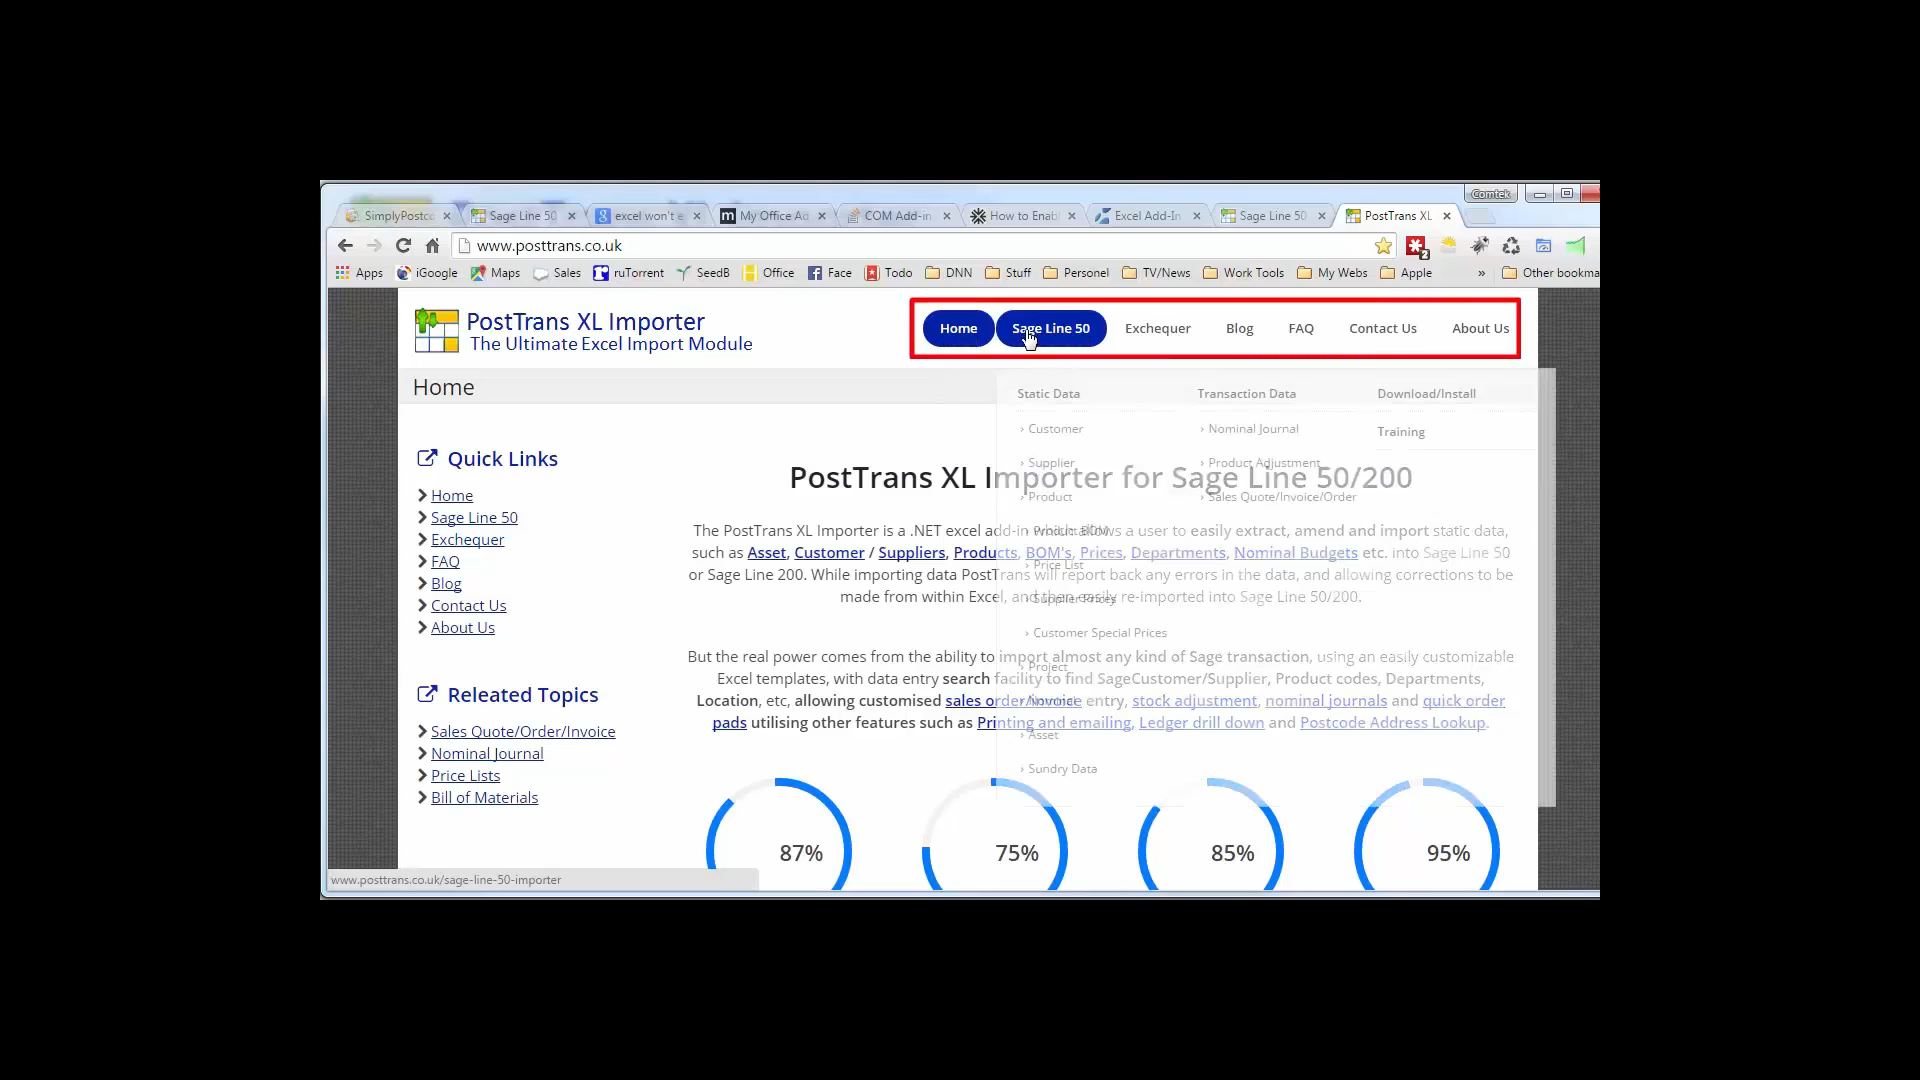 Comtek
SimplyPostco
Sage Line 50
excel won't e
My Office Ad
COM Add-in
How to Enabl
Excel Add-In
Sage Line 50
PostTrans XL
www.posttrans.co.uk
2
Apps iGoogle Maps Sales ruTorrent SeedB Office Face Todo DNN Stuff Personel TV/News Work Tools My Webs Apple » Other bookma
PostTrans XL Importer
The Ultimate Excel Import Module
Home Sage Line 50 Exchequer Blog FAQ Contact Us About Us
Home
Static Data
Customer
Supplier
Product
Product BOM
Price List
Supplier Prices
Customer Special Prices
Project
Nominal
Asset
Sundry Data
Transaction Data
Nominal Journal
Product Adjustment
Sales Quote/Invoice/Order
Download/Install
Training
Quick Links
Home
Sage Line 50
Exchequer
FAQ
Blog
Contact Us
About Us
Releated Topics
Sales Quote/Order/Invoice
Nominal Journal
Price Lists
Bill of Materials
PostTrans XL Importer for Sage Line 50/200
The PostTrans XL Importer is a .NET excel add-in which allows a user to easily extract, amend and import static data,
such as Asset, Customer / Suppliers, Products, BOM's, Prices, Departments, Nominal Budgets etc. into Sage Line 50
or Sage Line 200. While importing data PostTrans will report back any errors in the data, and allowing corrections to be
made from within Excel, and then easily re-imported into Sage Line 50/200.
But the real power comes from the ability to import almost any kind of Sage transaction, using an easily customizable
Excel templates, with data entry search facility to find SageCustomer/Supplier, Product codes, Departments,
Location, etc, allowing customised sales order/invoice entry, stock adjustment, nominal journals and quick order
pads utilising other features such as Printing and emailing, Ledger drill down and Postcode Address Lookup.
87% 75% 85% 95%
www.posttrans.co.uk/sage-line-50-importer